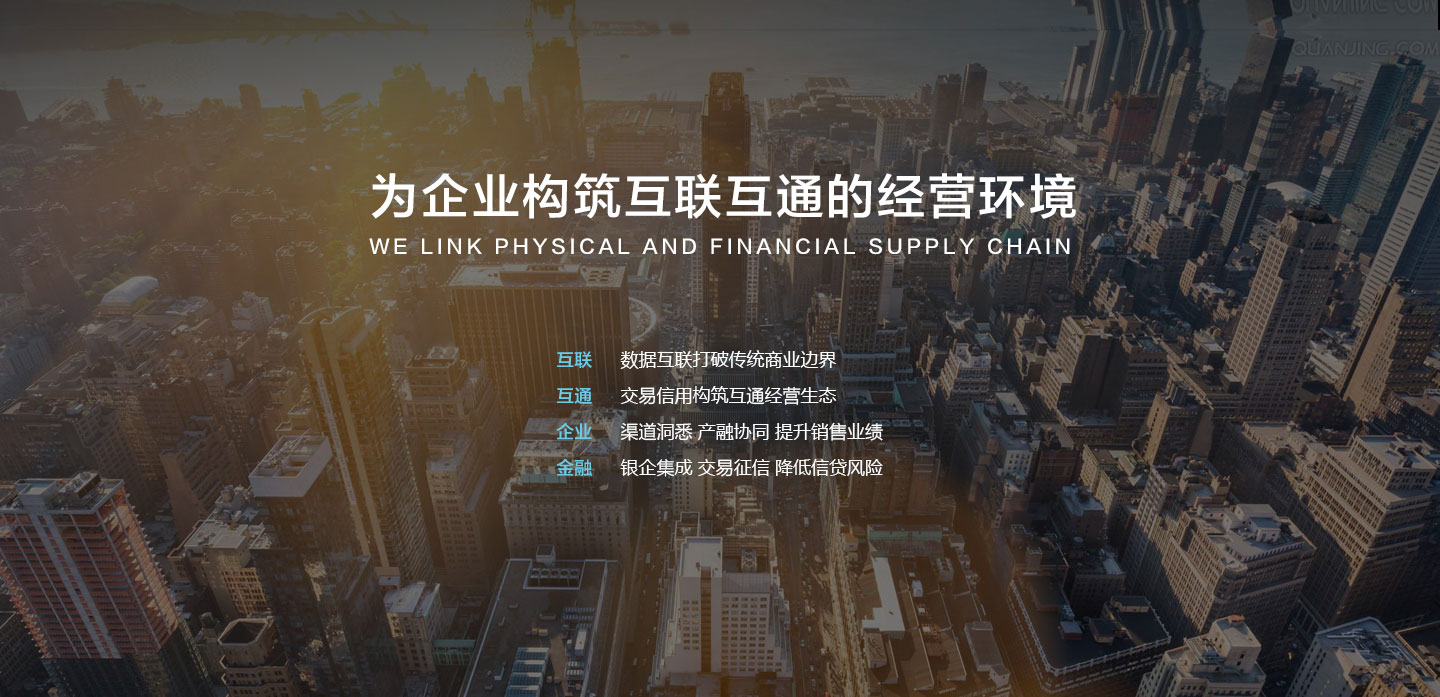 QUANJING.COM
为企业构筑互联互通的经营环境
WE LINK PHYSICAL AND FINANCIAL SUPPLY CHAIN
互联 数据互联打破传统商业边界
互通 交易信用构筑互通经营生态
企业 渠道洞悉 产融协同 提升销售业绩
金融 银企集成 交易征信 降低信贷风险